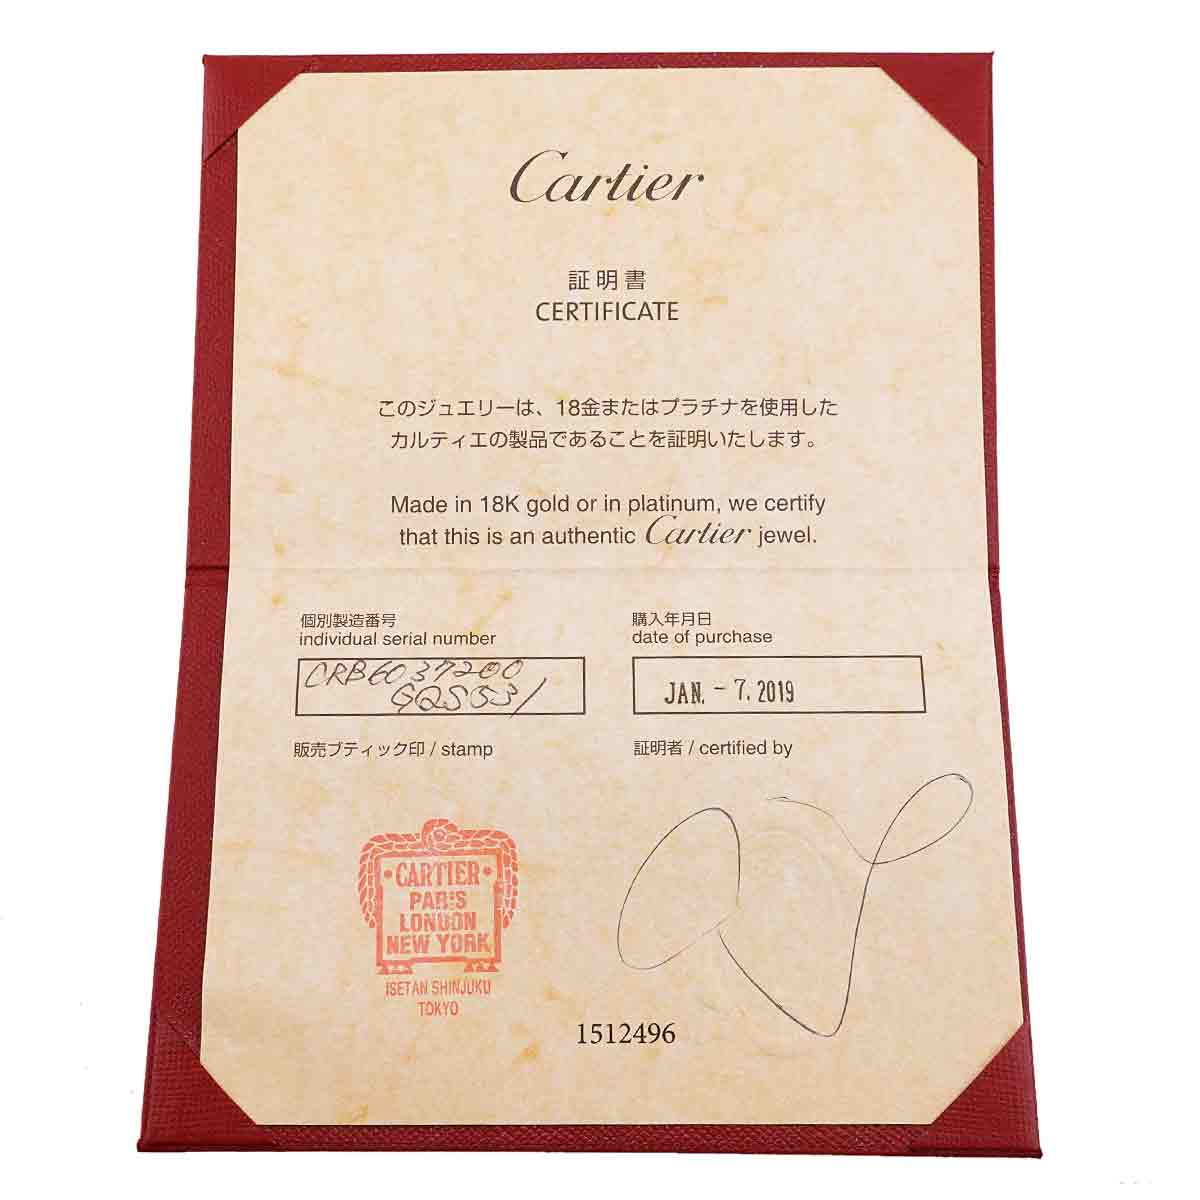 Cartier
証明書
CERTIFICATE
このジュエリーは、18金またはプラチナを使用した
カルティエの製品であることを証明いたします。
Made in 18K gold or in platinum, we certify
that this is an authentic Cartier jewel.
個別製造番号
individual serial number
CRB6037200
購入年月日
date of purchase
JAN. - 7. 2019
販売ブティック印 / stamp
証明者 / certified by
CARTIER
PARIS
LONDON
NEW YORK
ISETAN SHINJUKU
TOKYO
1512496